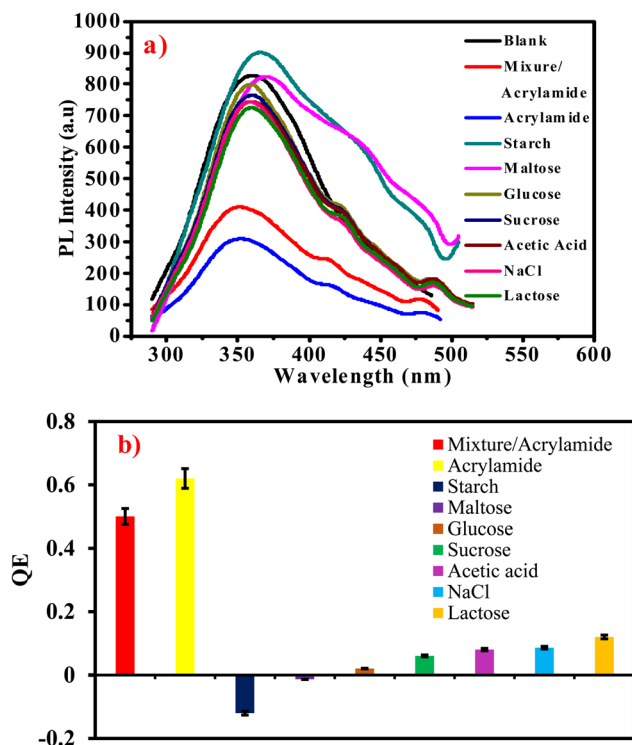 a)
1000
900
800
700
600
500
400
300
200
100
0
PL Intensity (a.u)
300
350
400
450
500
550
600
Wavelength (nm)
Blank
Mixure/
Acrylamide
Acrylamide
Starch
Maltose
Glucose
Sucrose
Acetic Acid
NaCl
Lactose
b)
0.8
0.6
0.4
0.2
0
-0.2
QE
Mixture/Acrylamide
Acrylamide
Starch
Maltose
Glucose
Sucrose
Acetic acid
NaCl
Lactose